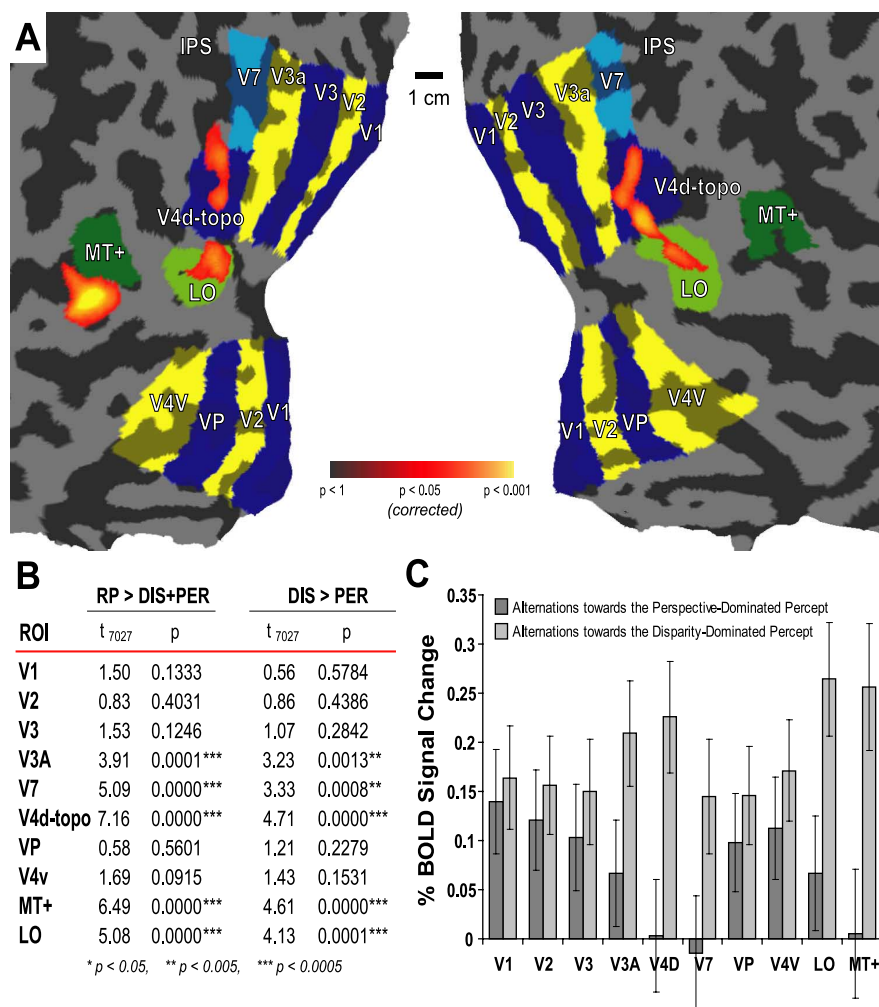 A
IPS
V7
V3a
V3
V2
V1
V4d-topo
MT+
LO
V4V
VP
V2
V1
1 cm
IPS
V7
V3a
V3
V2
V1
V4d-topo
MT+
LO
V1
V2
VP
V4V
p < 1
p < 0.05
p < 0.001
(corrected)
B
RP > DIS+PER DIS > PER
ROI t 7027 p t 7027 p
V1 1.50 0.1333 0.56 0.5784
V2 0.83 0.4031 0.86 0.4386
V3 1.53 0.1246 1.07 0.2842
V3A 3.91 0.0001*** 3.23 0.0013**
V7 5.09 0.0000*** 3.33 0.0008**
V4d-topo 7.16 0.0000*** 4.71 0.0000***
VP 0.58 0.5601 1.21 0.2279
V4v 1.69 0.0915 1.43 0.1531
MT+ 6.49 0.0000*** 4.61 0.0000***
LO 5.08 0.0000*** 4.13 0.0001***
* p < 0.05, ** p < 0.005, *** p < 0.0005
C
% BOLD Signal Change
Alternations towards the Perspective-Dominated Percept
Alternations towards the Disparity-Dominated Percept
0.35
0.3
0.25
0.2
0.15
0.1
0.05
0
V1 V2 V3 V3A V4D V7 VP V4V LO MT+